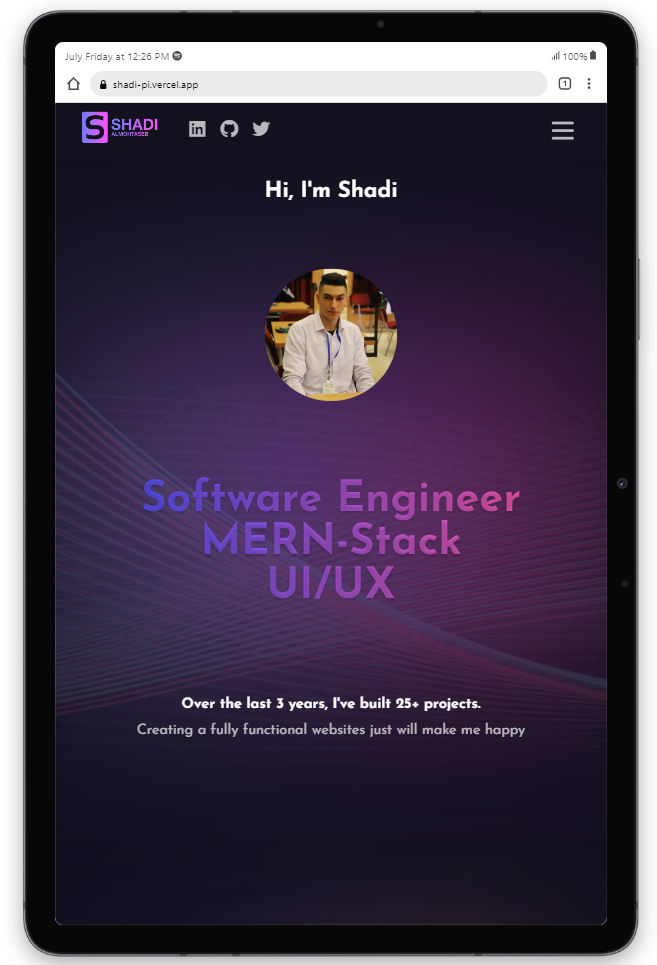 July Friday at 12:26 PM
100%
shadi-pi.vercel.app
1
S SHADI
ALMOHTASEB
in
Hi, I'm Shadi
Software Engineer
MERN-Stack
UI/UX
Over the last 3 years, I've built 25+ projects.
Creating a fully functional websites just will make me happy